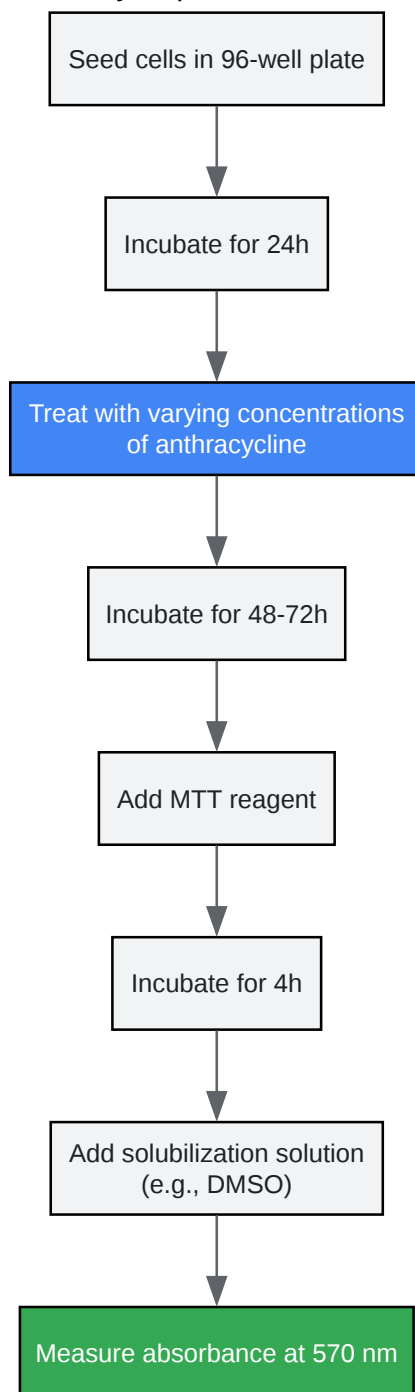 Seed cells in 96-well plate
Incubate for 24h
Treat with varying concentrations
of anthracycline
Incubate for 48-72h
Add MTT reagent
Incubate for 4h
Add solubilization solution
(e.g., DMSO)
Measure absorbance at 570 nm